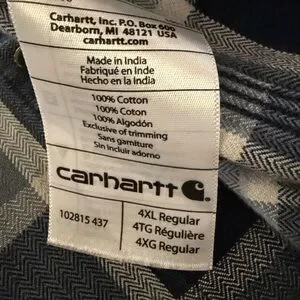 Carhartt, Inc. P.O. Box 600
Dearborn, MI 48121 USA
carhartt.com
Made in India
Fabriqué en Inde
Hecho en la India
100% Cotton
100% Coton
100% Algodón
Exclusive of trimming
Sans garniture
Sin incluir adorno
carhartt
102815 437
4XL Regular
4TG Régulière
4XG Regular